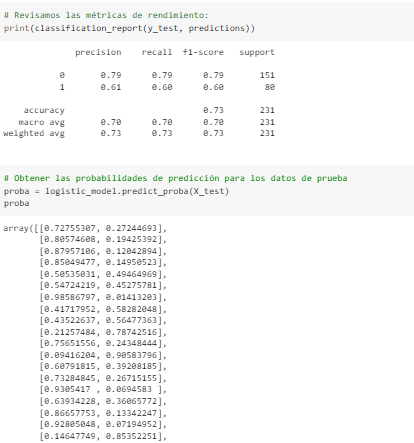 # Revisamos las métricas de rendimiento:
print(classification_report(y_test, predictions))
precision recall f1-score support
0 0.79 0.79 0.79 151
1 0.61 0.60 0.60 80
accuracy 0.73 231
macro avg 0.70 0.70 0.70 231
weighted avg 0.73 0.73 0.73 231
# Obtener las probabilidades de predicción para los datos de prueba
proba = logistic_model.predict_proba(X_test)
proba
array([[0.72755307, 0.27244693],
[0.80574608, 0.19425392],
[0.87957106, 0.12042894],
[0.85049477, 0.14950523],
[0.50535031, 0.49464969],
[0.54724219, 0.45275781],
[0.98586797, 0.01413203],
[0.41717952, 0.58282048],
[0.43522637, 0.56477363],
[0.21257484, 0.78742516],
[0.75651556, 0.24348444],
[0.09416204, 0.90583796],
[0.60791815, 0.39208185],
[0.73284845, 0.26715155],
[0.9305417 , 0.0694583 ],
[0.63934228, 0.36065772],
[0.86657753, 0.13342247],
[0.92805048, 0.07194952],
[0.14647749, 0.85352251],